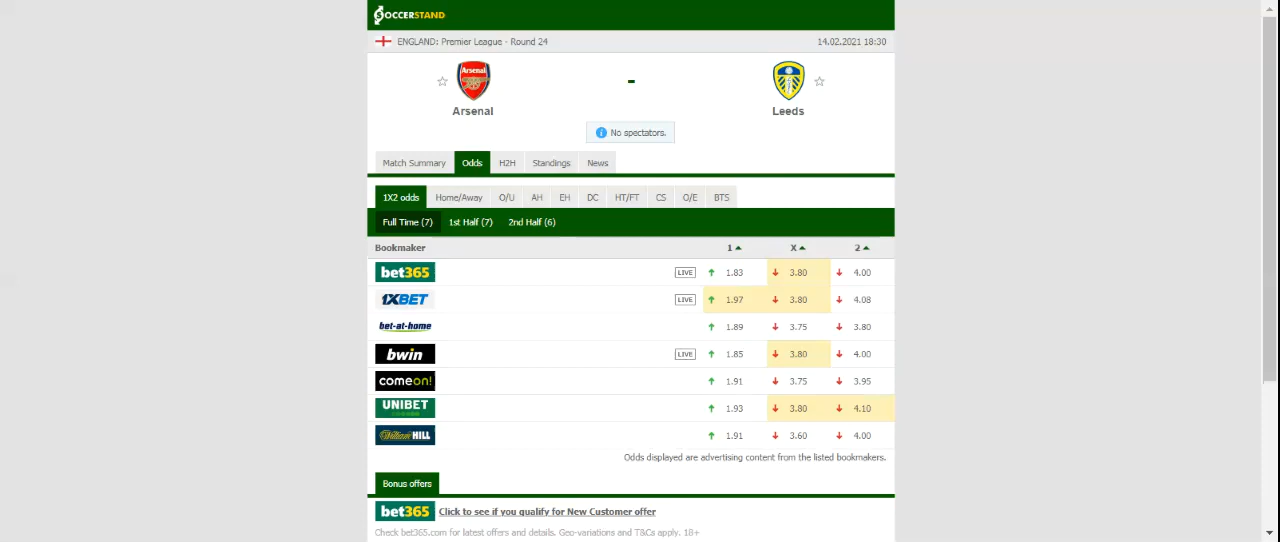 SOCCERSTAND
ENGLAND: Premier League - Round 24 14.02.2021 18:30
Arsenal
-
Arsenal Leeds
No spectators.
Match Summary Odds H2H Standings News
1X2 odds Home/Away O/U AH EH DC HT/FT CS O/E BTS
Full Time (7) 1st Half (7) 2nd Half (6)
Bookmaker 1 X 2
bet365 LIVE 1.83 3.80 4.00
1XBET LIVE 1.97 3.80 4.08
bet-at-home 1.89 3.75 3.80
bwin LIVE 1.85 3.80 4.00
comeon! 1.91 3.75 3.95
UNIBET 1.93 3.80 4.10
William HILL 1.91 3.60 4.00
Odds displayed are advertising content from the listed bookmakers.
Bonus offers
bet365 Click to see if you qualify for New Customer offer
Check bet365.com for latest offers and details. Geo-variations and T&Cs apply. 18+